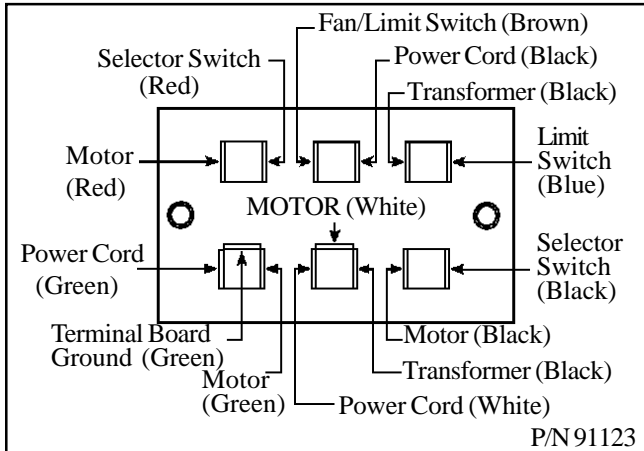 Fan/Limit Switch (Brown)
Selector Switch
(Red)
Power Cord (Black)
Transformer (Black)
Motor
(Red)
Limit
Switch
(Blue)
MOTOR (White)
Power Cord
(Green)
Selector
Switch
(Black)
Terminal Board
Ground (Green)
Motor (Black)
Motor
(Green)
Transformer (Black)
Power Cord (White)
P/N 91123